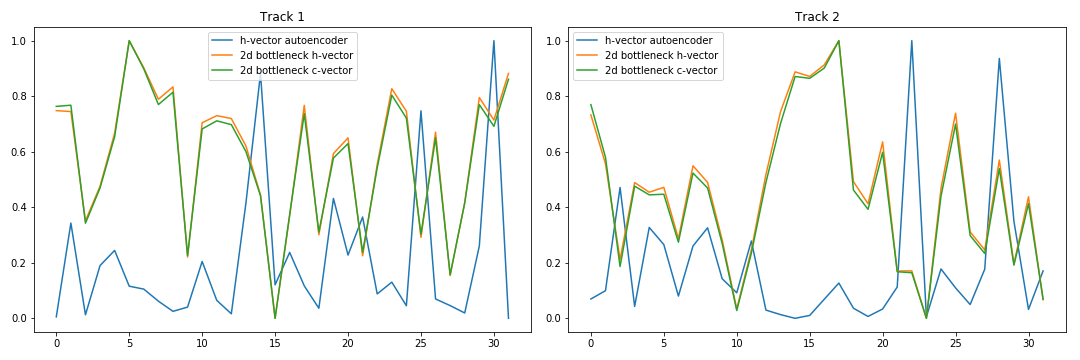 Track 1
h-vector autoencoder
2d bottleneck h-vector
2d bottleneck c-vector
1.0
0.8
0.6
0.4
0.2
0.0
0 5 10 15 20 25 30
Track 2
h-vector autoencoder
2d bottleneck h-vector
2d bottleneck c-vector
1.0
0.8
0.6
0.4
0.2
0.0
0 5 10 15 20 25 30